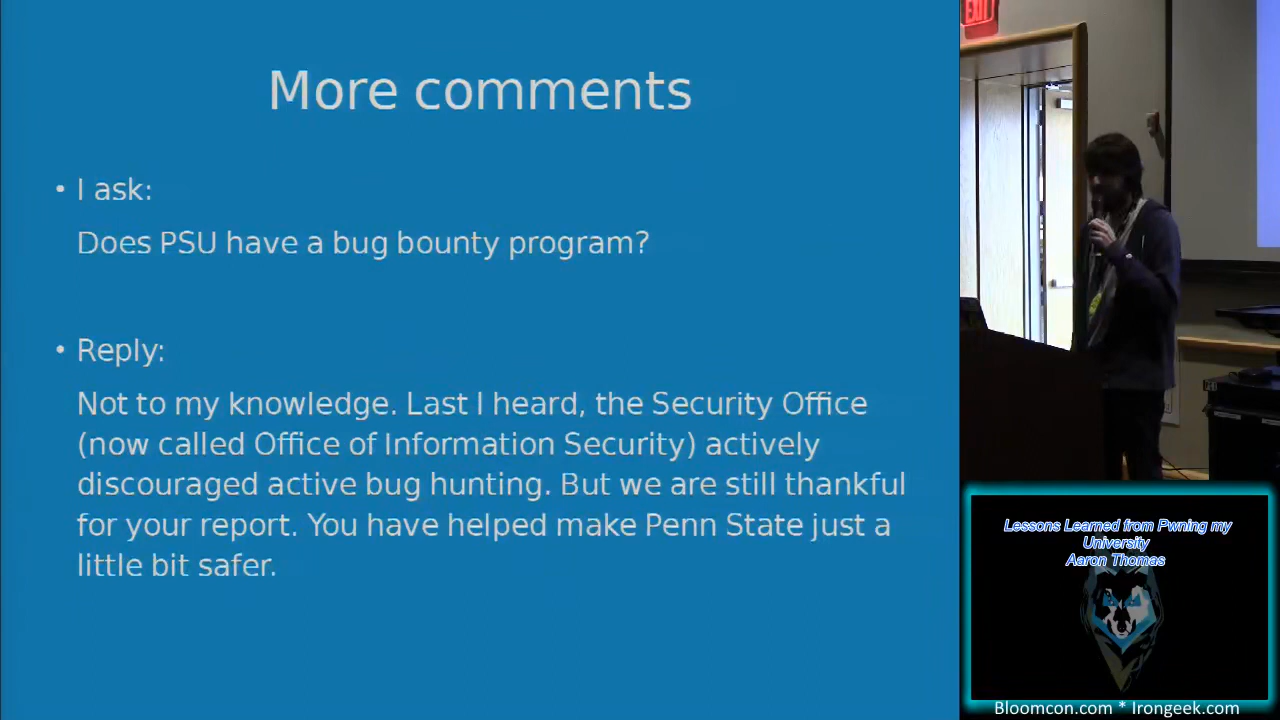 More comments
• I ask:
Does PSU have a bug bounty program?
• Reply:
Not to my knowledge. Last I heard, the Security Office
(now called Office of Information Security) actively
discouraged active bug hunting. But we are still thankful
for your report. You have helped make Penn State just a
little bit safer.
EXIT
Lessons Learned from Pwning my
University
Aaron Thomas
Bloomcon.com * Irongeek.com